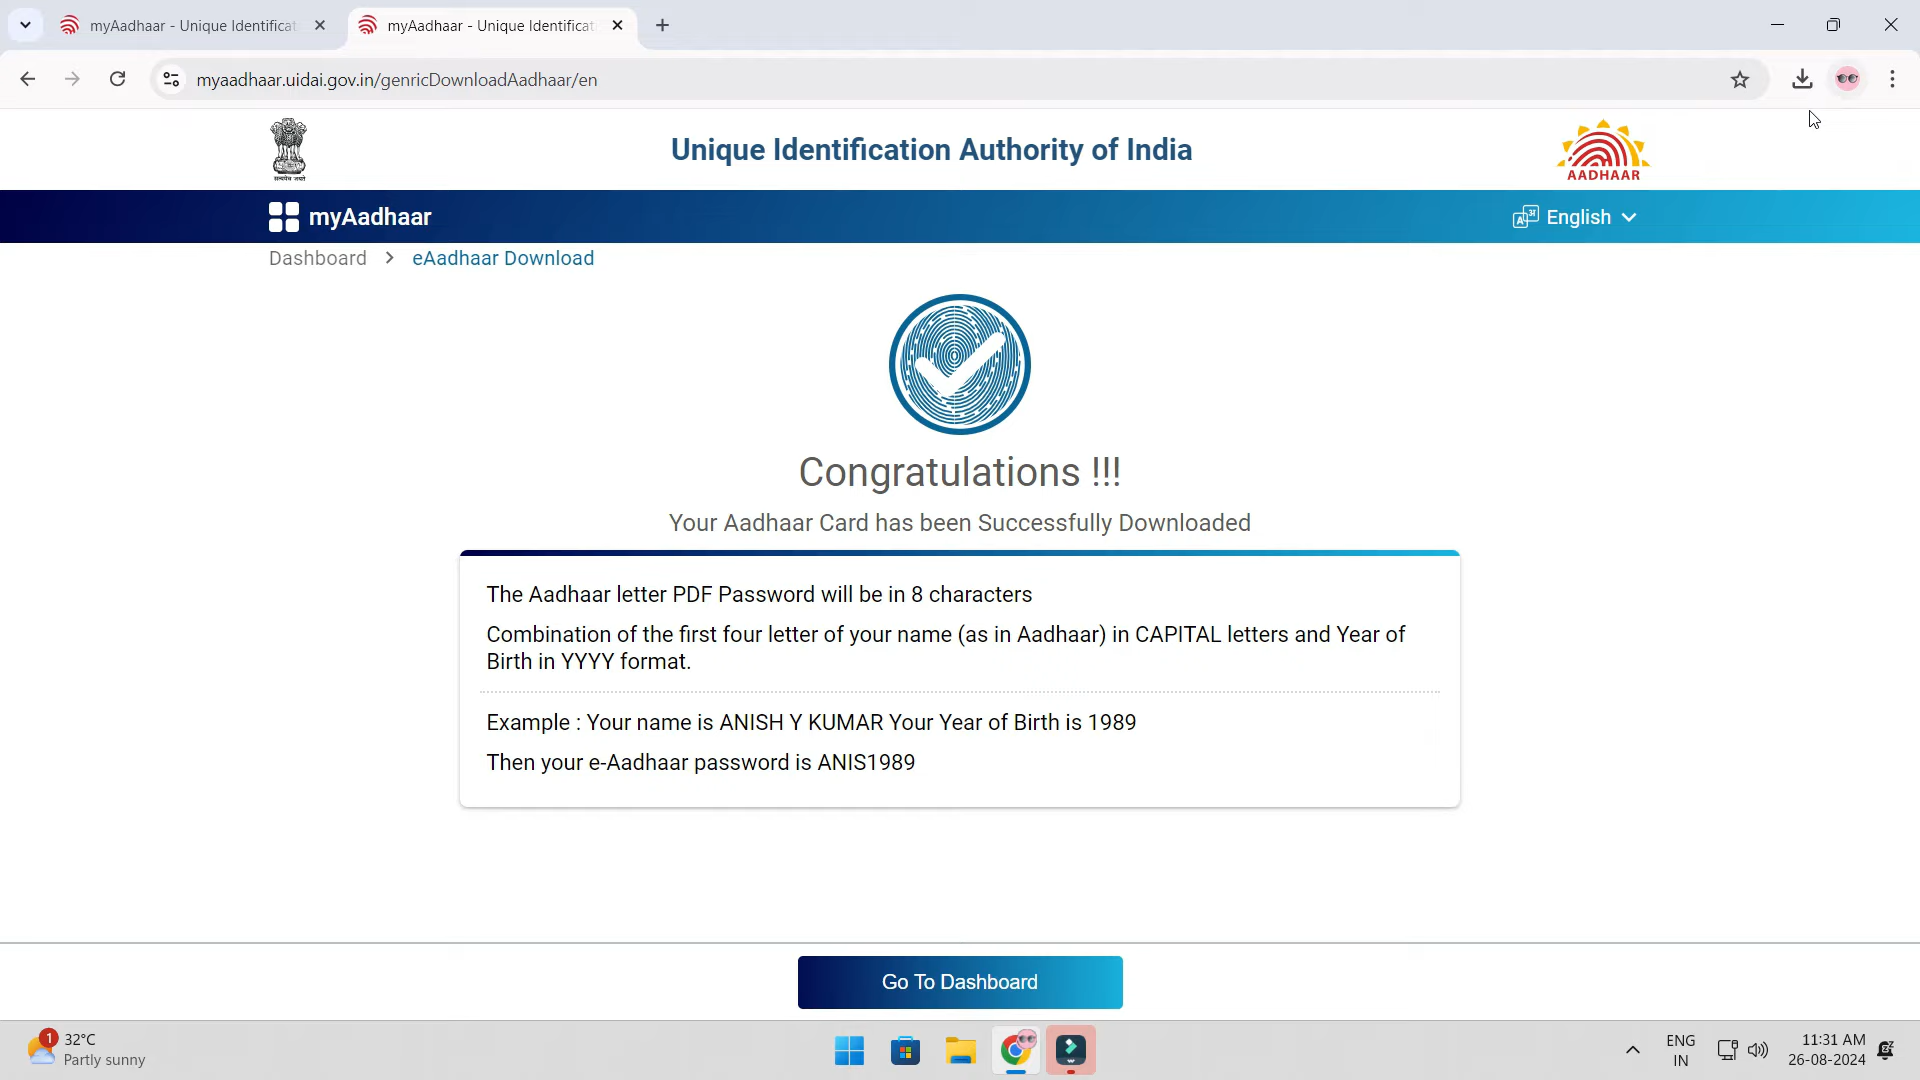 myAadhaar - Unique Identificat
myAadhaar - Unique Identificat
myaadhaar.uidai.gov.in/genricDownloadAadhaar/en
सत्यमेव जयते
Unique Identification Authority of India
AADHAAR
myAadhaar
English
Dashboard > eAadhaar Download
Congratulations !!!
Your Aadhaar Card has been Successfully Downloaded
The Aadhaar letter PDF Password will be in 8 characters
Combination of the first four letter of your name (as in Aadhaar) in CAPITAL letters and Year of
Birth in YYYY format.
Example : Your name is ANISH Y KUMAR Your Year of Birth is 1989
Then your e-Aadhaar password is ANIS1989
Go To Dashboard
1
32°C
Partly sunny
ENG
IN
11:31 AM
26-08-2024